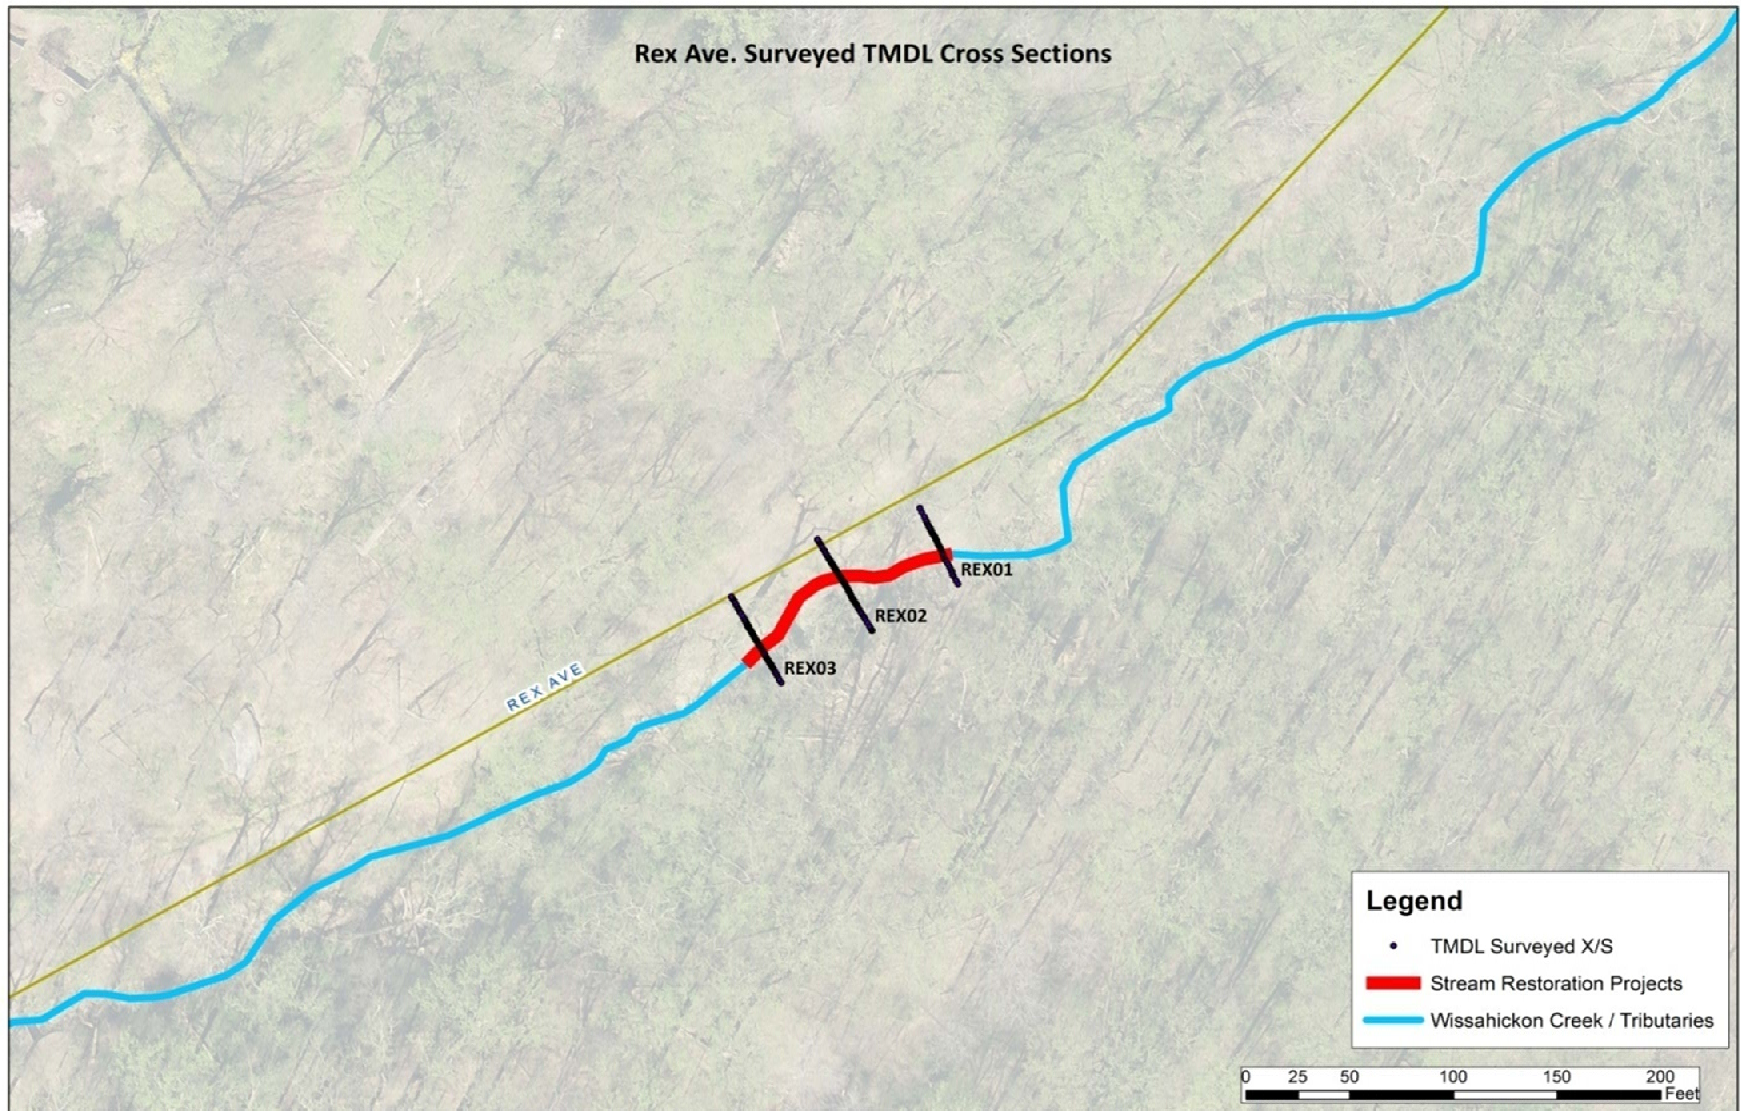 Rex Ave. Surveyed TMDL Cross Sections
REX01
REX02
REX03
REX AVE
Legend
TMDL Surveyed X/S
Stream Restoration Projects
Wissahickon Creek / Tributaries
0 25 50 100 150 200
Feet